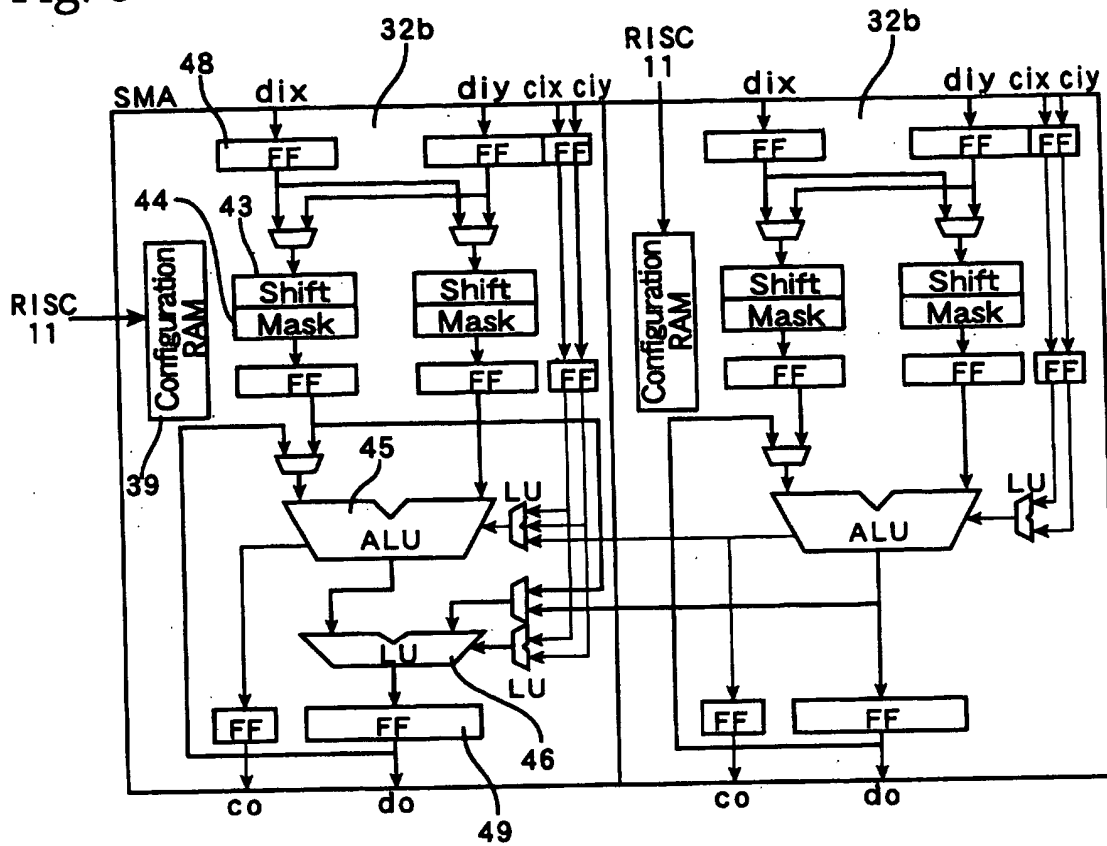 32b
32b
RISC
11
48
SMA
dix
diy
cix
ciy
dix
diy
cix
ciy
FF
FF
FF
FF
FF
FF
44
43
Configuration
RAM
Shift
Mask
Shift
Mask
Configuration
RAM
Shift
Mask
Shift
Mask
RISC
11
FF
FF
FF
FF
FF
FF
39
45
LU
ALU
LU
ALU
LU
LU
FF
FF
46
FF
FF
co
do
49
co
do